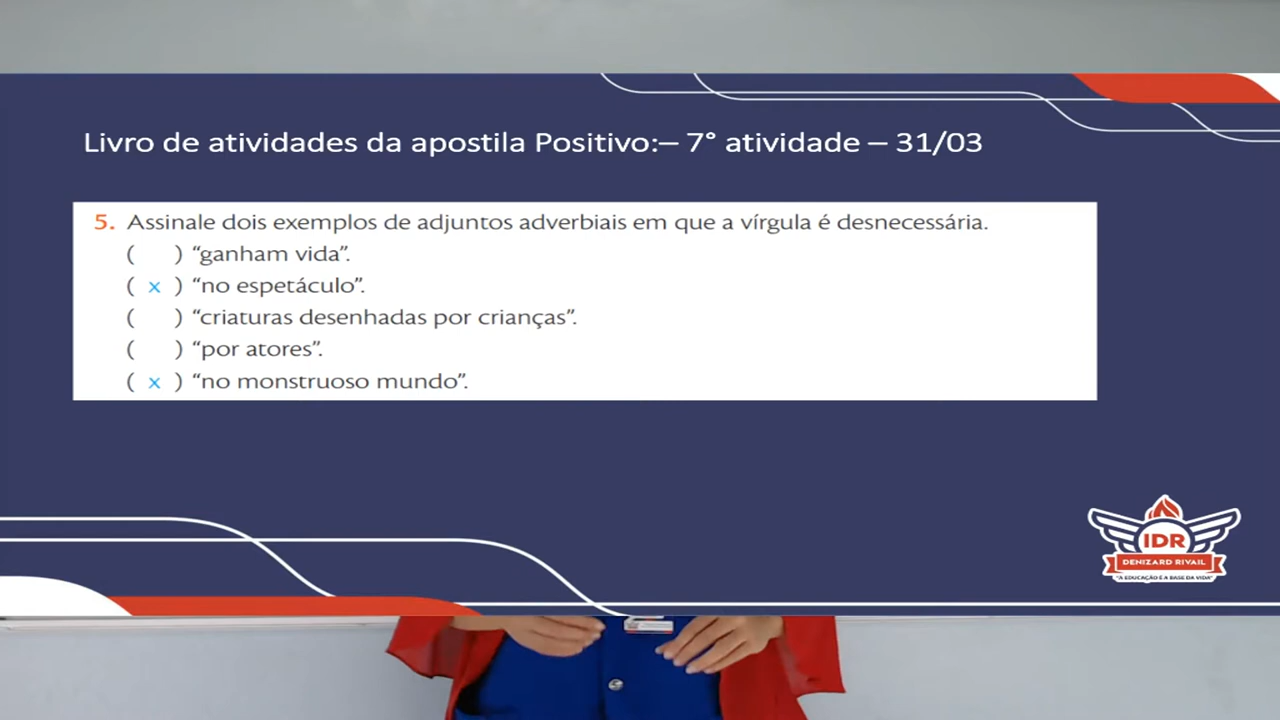 Livro de atividades da apostila Positivo:– 7° atividade – 31/03
5. Assinale dois exemplos de adjuntos adverbiais em que a vírgula é desnecessária.
( ) “ganham vida”.
( x ) “no espetáculo”.
( ) “criaturas desenhadas por crianças”.
( ) “por atores”.
( x ) “no monstruoso mundo”.
IDR
DENIZARD RIVAIL
“A EDUCAÇÃO É A BASE DA VIDA”